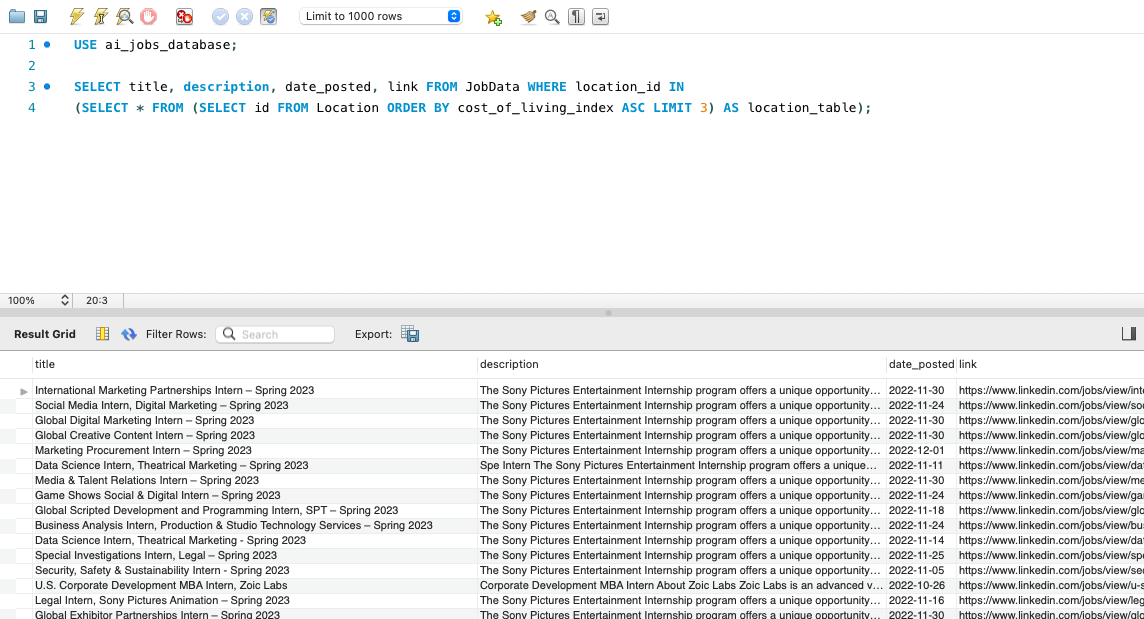 Limit to 1000 rows
1 USE ai_jobs_database;
2
3 SELECT title, description, date_posted, link FROM JobData WHERE location_id IN
4 (SELECT * FROM (SELECT id FROM Location ORDER BY cost_of_living_index ASC LIMIT 3) AS location_table);
100% 20:3
Result Grid Filter Rows: Search Export:
title description date_posted link
International Marketing Partnerships Intern – Spring 2023 The Sony Pictures Entertainment Internship program offers a unique opportunity… 2022-11-30 https://www.linkedin.com/jobs/view/inte
Social Media Intern, Digital Marketing – Spring 2023 The Sony Pictures Entertainment Internship program offers a unique opportunity… 2022-11-24 https://www.linkedin.com/jobs/view/soc
Global Digital Marketing Intern – Spring 2023 The Sony Pictures Entertainment Internship program offers a unique opportunity… 2022-11-30 https://www.linkedin.com/jobs/view/glo
Global Creative Content Intern – Spring 2023 The Sony Pictures Entertainment Internship program offers a unique opportunity… 2022-11-30 https://www.linkedin.com/jobs/view/glo
Marketing Procurement Intern – Spring 2023 The Sony Pictures Entertainment Internship program offers a unique opportunity… 2022-12-01 https://www.linkedin.com/jobs/view/ma
Data Science Intern, Theatrical Marketing – Spring 2023 Spe Intern The Sony Pictures Entertainment Internship program offers a unique… 2022-11-11 https://www.linkedin.com/jobs/view/dat
Media & Talent Relations Intern – Spring 2023 The Sony Pictures Entertainment Internship program offers a unique opportunity… 2022-11-30 https://www.linkedin.com/jobs/view/me
Game Shows Social & Digital Intern – Spring 2023 The Sony Pictures Entertainment Internship program offers a unique opportunity… 2022-11-24 https://www.linkedin.com/jobs/view/gar
Global Scripted Development and Programming Intern, SPT – Spring 2023 The Sony Pictures Entertainment Internship program offers a unique opportunity… 2022-11-18 https://www.linkedin.com/jobs/view/glo
Business Analysis Intern, Production & Studio Technology Services – Spring 2023 The Sony Pictures Entertainment Internship program offers a unique opportunity… 2022-11-24 https://www.linkedin.com/jobs/view/bus
Data Science Intern, Theatrical Marketing - Spring 2023 The Sony Pictures Entertainment Internship program offers a unique opportunity… 2022-11-14 https://www.linkedin.com/jobs/view/dat
Special Investigations Intern, Legal – Spring 2023 The Sony Pictures Entertainment Internship program offers a unique opportunity… 2022-11-25 https://www.linkedin.com/jobs/view/spe
Security, Safety & Sustainability Intern - Spring 2023 The Sony Pictures Entertainment Internship program offers a unique opportunity… 2022-11-05 https://www.linkedin.com/jobs/view/sec
U.S. Corporate Development MBA Intern, Zoic Labs Corporate Development MBA Intern About Zoic Labs Zoic Labs is an advanced v… 2022-10-26 https://www.linkedin.com/jobs/view/u-s
Legal Intern, Sony Pictures Animation – Spring 2023 The Sony Pictures Entertainment Internship program offers a unique opportunity… 2022-11-16 https://www.linkedin.com/jobs/view/leg
Global Exhibitor Partnerships Intern – Spring 2023 The Sony Pictures Entertainment Internship program offers a unique opportunity… 2022-11-30 https://www.linkedin.com/jobs/view/glo